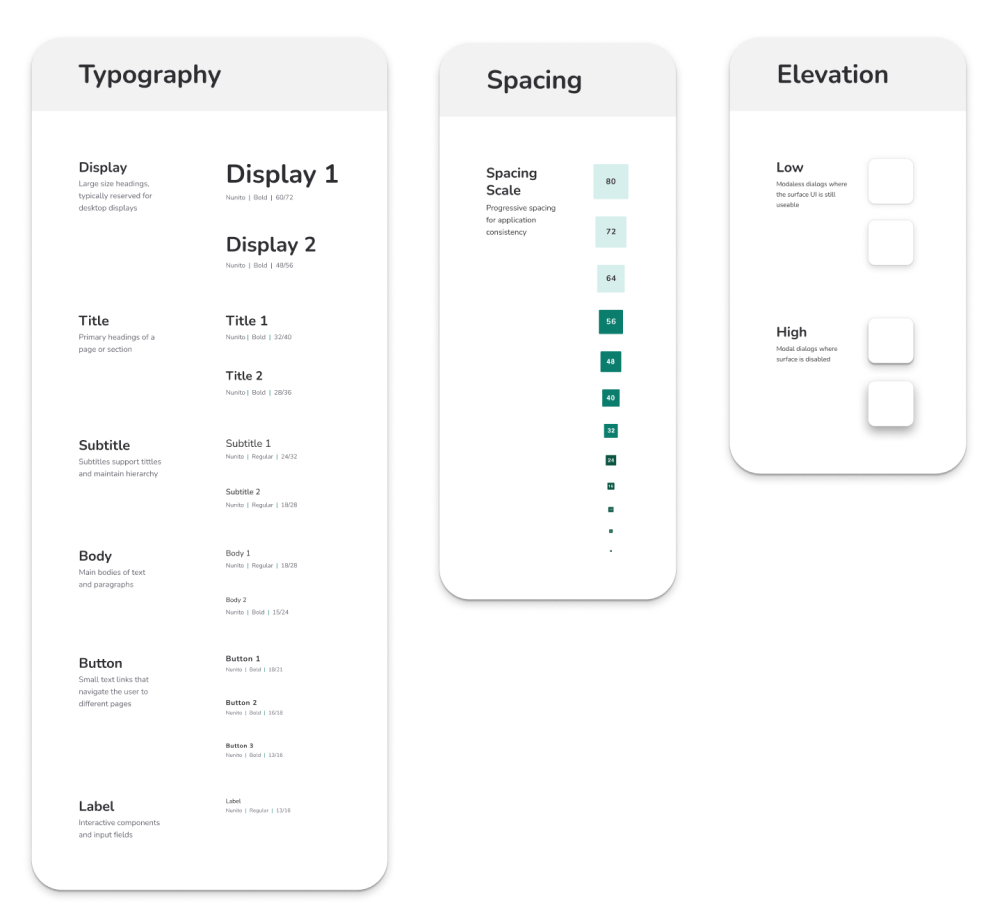 Typography
Display
Large size headings,
typically reserved for
desktop displays
Display 1
Nunito | Bold | 60/72
Display 2
Nunito | Bold | 48/56
Title
Primary headings of a
page or section
Title 1
Nunito | Bold | 32/40
Title 2
Nunito | Bold | 28/36
Subtitle
Subtitles support tittles
and maintain hierarchy
Subtitle 1
Nunito | Regular | 24/32
Subtitle 2
Nunito | Regular | 18/28
Body
Main bodies of text
and paragraphs
Body 1
Nunito | Regular | 18/28
Body 2
Nunito | Bold | 15/24
Button
Small text links that
navigate the user to
different pages
Button 1
Nunito | Bold | 18/21
Button 2
Nunito | Bold | 16/18
Button 3
Nunito | Bold | 13/16
Label
Interactive components
and input fields
Label
Nunito | Regular | 13/16
Spacing
Spacing
Scale
Progressive spacing
for application
consistency
80
72
64
56
48
40
32
24
16
Elevation
Low
Modaless dialogs where
the surface UI is still
useable
High
Modal dialogs where
surface is disabled